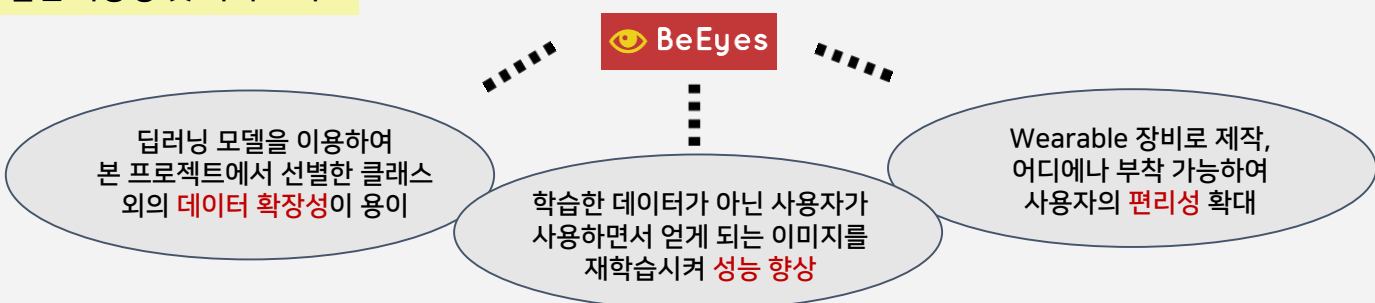 BeEyes
딥러닝 모델을 이용하여
본 프로젝트에서 선별한 클래스
외의 데이터 확장성이 용이
학습한 데이터가 아닌 사용자가
사용하면서 얻게 되는 이미지를
재학습시켜 성능 향상
Wearable 장비로 제작,
어디에나 부착 가능하여
사용자의 편리성 확대